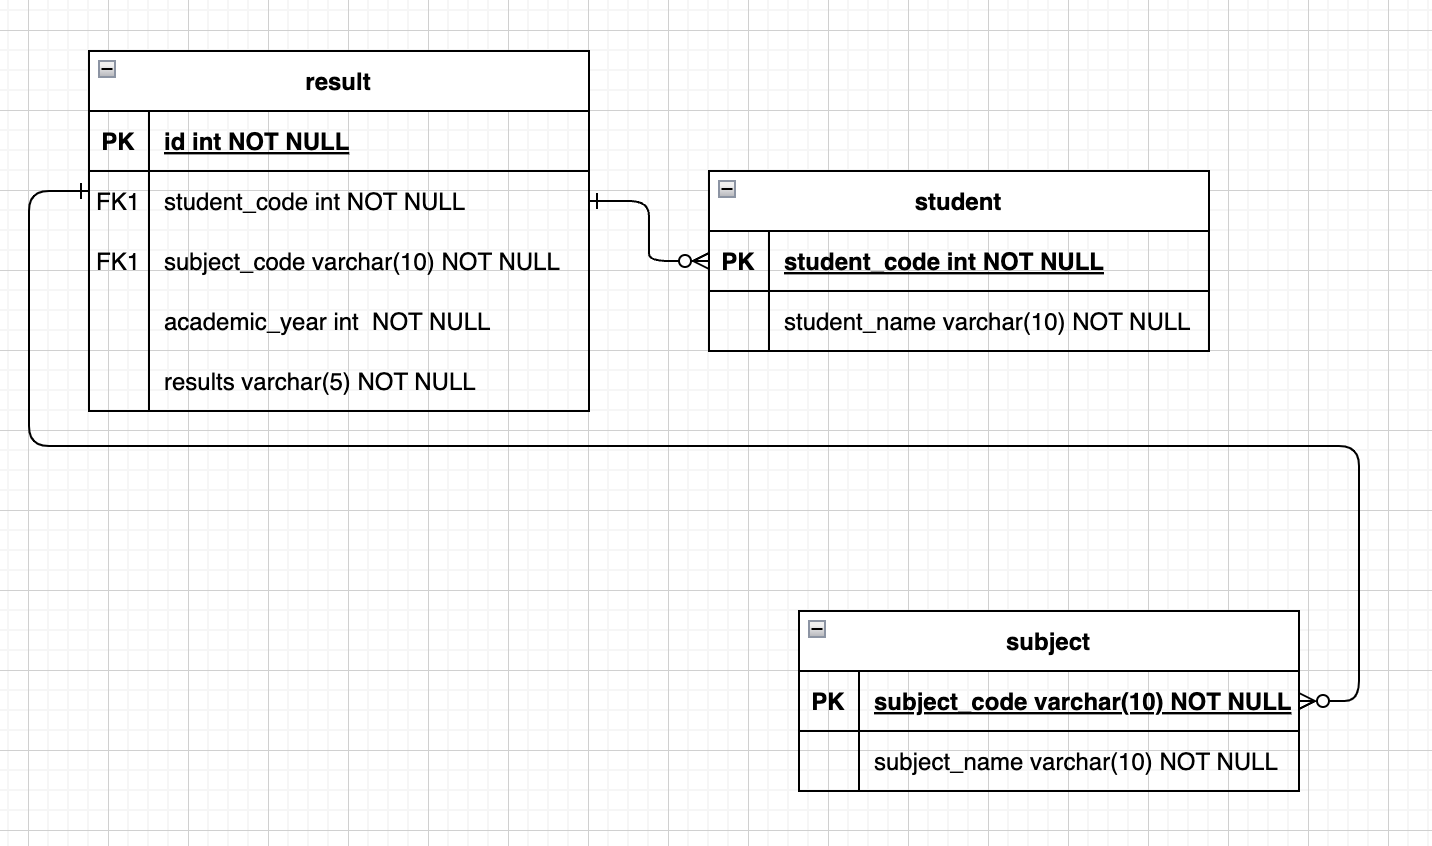 result
PK id int NOT NULL
FK1 student_code int NOT NULL
FK1 subject_code varchar(10) NOT NULL
academic_year int  NOT NULL
results varchar(5) NOT NULL
student
PK student_code int NOT NULL
student_name varchar(10) NOT NULL
subject
PK subject_code varchar(10) NOT NULL
subject_name varchar(10) NOT NULL